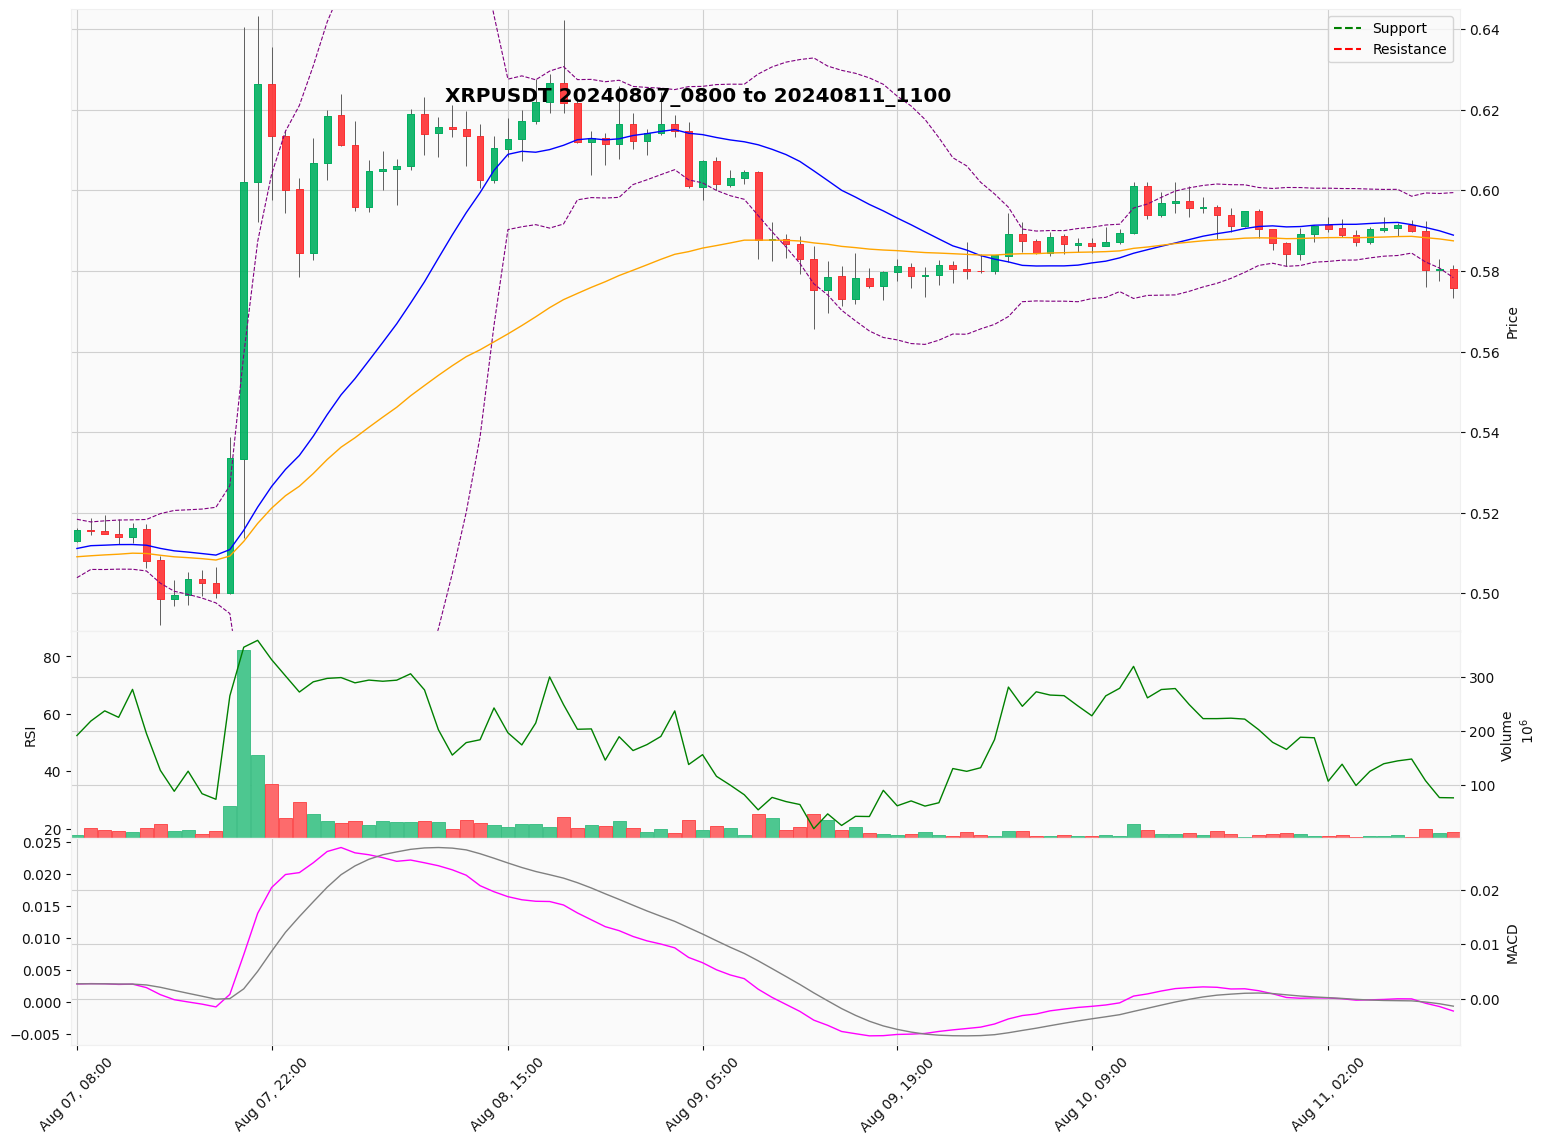 Support
Resistance
XRPUSDT 20240807_0800 to 20240811_1100
0.64
0.62
0.60
0.58
0.56
0.54
0.52
0.50
Price
80
60
40
20
RSI
300
200
100
Volume
10^6
0.025
0.020
0.015
0.010
0.005
0.000
−0.005
0.02
0.01
0.00
MACD
Aug 07, 08:00
Aug 07, 22:00
Aug 08, 15:00
Aug 09, 05:00
Aug 09, 19:00
Aug 10, 09:00
Aug 11, 02:00